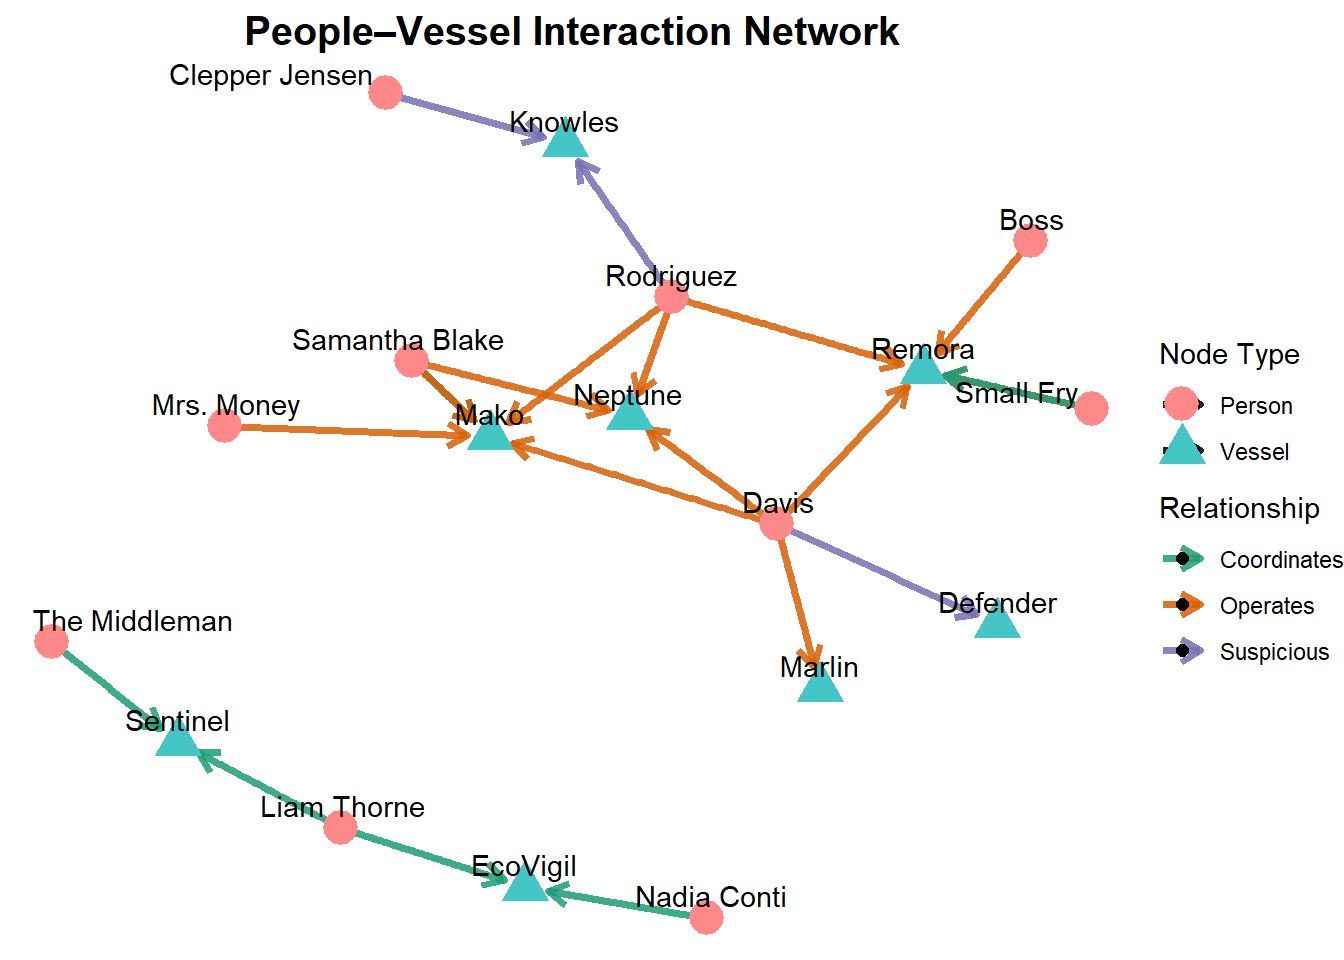 People–Vessel Interaction Network
Clepper Jensen
Knowles
Boss
Rodriguez
Samantha Blake
Remora
Small Fry
Mrs. Money
Neptune
Mako
Davis
Defender
The Middleman
Marlin
Sentinel
Liam Thorne
EcoVigil
Nadia Conti
Node Type
Person
Vessel
Relationship
Coordinates
Operates
Suspicious